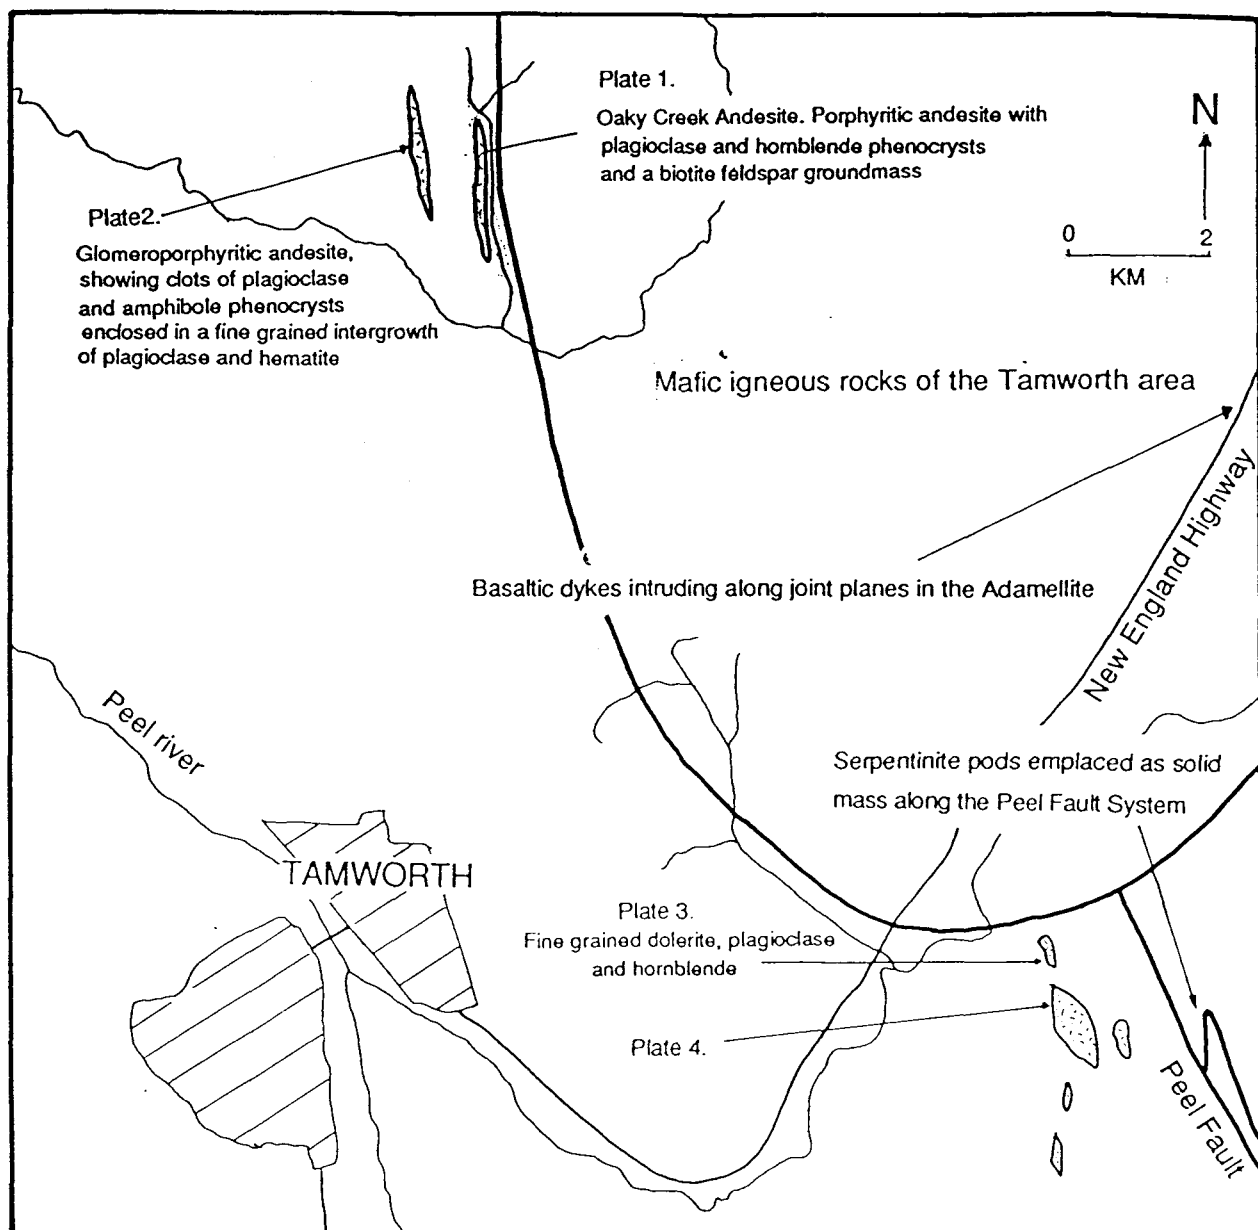 Plate 1.
Oaky Creek Andesite. Porphyritic andesite with
plagioclase and hornblende phenocrysts
and a biotite feldspar groundmass
N
0 2
KM
Plate2.
Glomeroporphyritic andesite,
showing clots of plagioclase
and amphibole phenocrysts
enclosed in a fine grained intergrowth
of plagioclase and hematite
Mafic igneous rocks of the Tamworth area
New England Highway
Basaltic dykes intruding along joint planes in the Adamellite
Peel river
Serpentinite pods emplaced as solid
mass along the Peel Fault System
TAMWORTH
Plate 3.
Fine grained dolerite, plagioclase
and hornblende
Plate 4.
Peel Fault